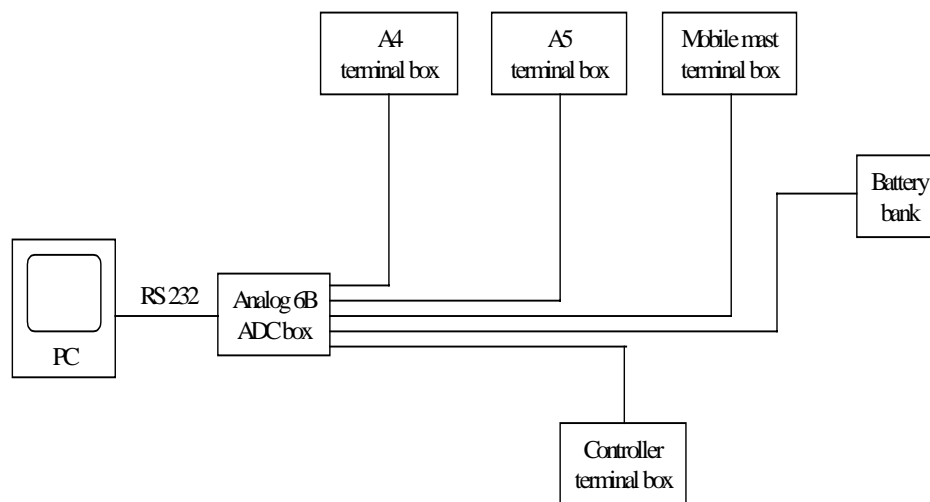 A4
terminal box
A5
terminal box
Mobile mast
terminal box
Battery
bank
RS 232
Analog 6B
ADC box
PC
Controller
terminal box